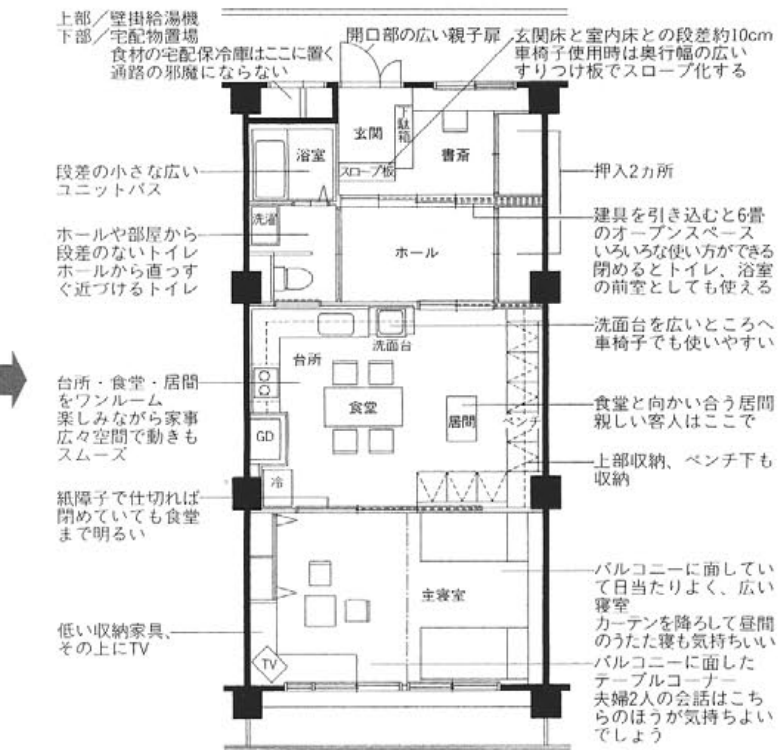 上部／壁掛給湯機
下部／宅配物置場
食材の宅配保冷庫はここに置く
通路の邪魔にならない
開口部の広い親子扉
玄関床と室内床との段差約10cm
車椅子使用時は奥行幅の広い
すりつけ板でスロープ化する
玄関
下駄箱
書斎
浴室
スロープ板
段差の小さな広い
ユニットバス
押入2ヵ所
洗濯
ホール
ホールや部屋から
段差のないトイレ
ホールから直っす
ぐ近づけるトイレ
建具を引き込むと6畳
のオープンスペース
いろいろな使い方ができる
閉めるとトイレ、浴室
の前室としても使える
洗面台
台所
洗面台を広いところへ
車椅子でも使いやすい
台所・食堂・居間
をワンルーム
楽しみながら家事
広々空間で動きも
スムーズ
食堂
居間
ベンチ
GD
冷
食堂と向かい合う居間
親しい客人はここで
上部収納、ベンチ下も
収納
紙障子で仕切れば
閉めていても食堂
まで明るい
主寝室
バルコニーに面してい
て日当たりよく、広い
寝室
カーテンを降ろして昼間
のうたた寝も気持ちいい
低い収納家具、
その上にTV
TV
バルコニーに面した
テーブルコーナー
夫婦2人の会話はこち
らのほうが気持ちよい
でしょう